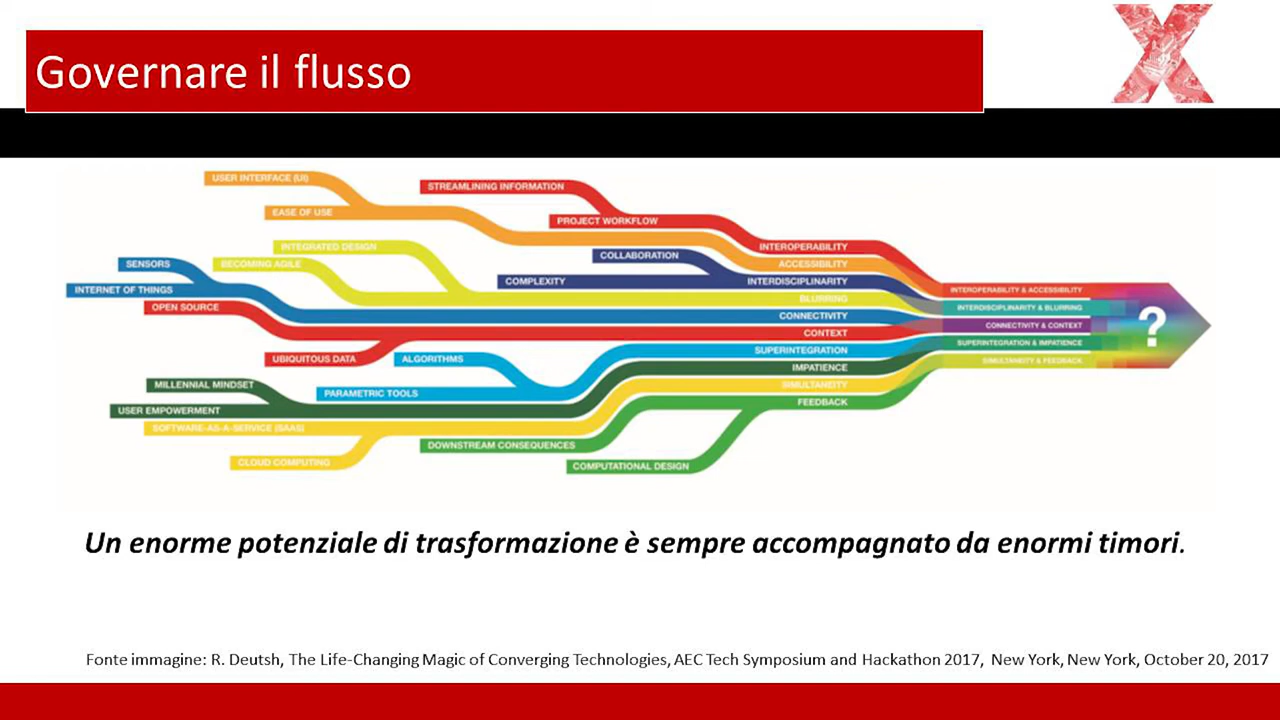 Governare il flusso
USER INTERFACE (UI)
STREAMLINING INFORMATION
EASE OF USE
PROJECT WORKFLOW
INTEGRATED DESIGN
INTEROPERABILITY
COLLABORATION
SENSORS
BECOMING AGILE
ACCESSIBILITY
COMPLEXITY
INTERDISCIPLINARITY
INTERNET OF THINGS
INTEROPERABILITY & ACCESSIBILITY
BLURRING
OPEN SOURCE
INTERDISCIPLINARITY & BLURRING
CONNECTIVITY
CONNECTIVITY & CONTEXT
?
CONTEXT
SUPERINTEGRATION & IMPATIENCE
SUPERINTEGRATION
UBIQUITOUS DATA
ALGORITHMS
SIMULTANEITY & FEEDBACK
IMPATIENCE
MILLENNIAL MINDSET
SIMULTANEITY
PARAMETRIC TOOLS
FEEDBACK
USER EMPOWERMENT
SOFTWARE-AS-A-SERVICE (SAAS)
DOWNSTREAM CONSEQUENCES
CLOUD COMPUTING
COMPUTATIONAL DESIGN
Un enorme potenziale di trasformazione è sempre accompagnato da enormi timori.
Fonte immagine: R. Deutsh, The Life-Changing Magic of Converging Technologies, AEC Tech Symposium and Hackathon 2017, New York, New York, October 20, 2017